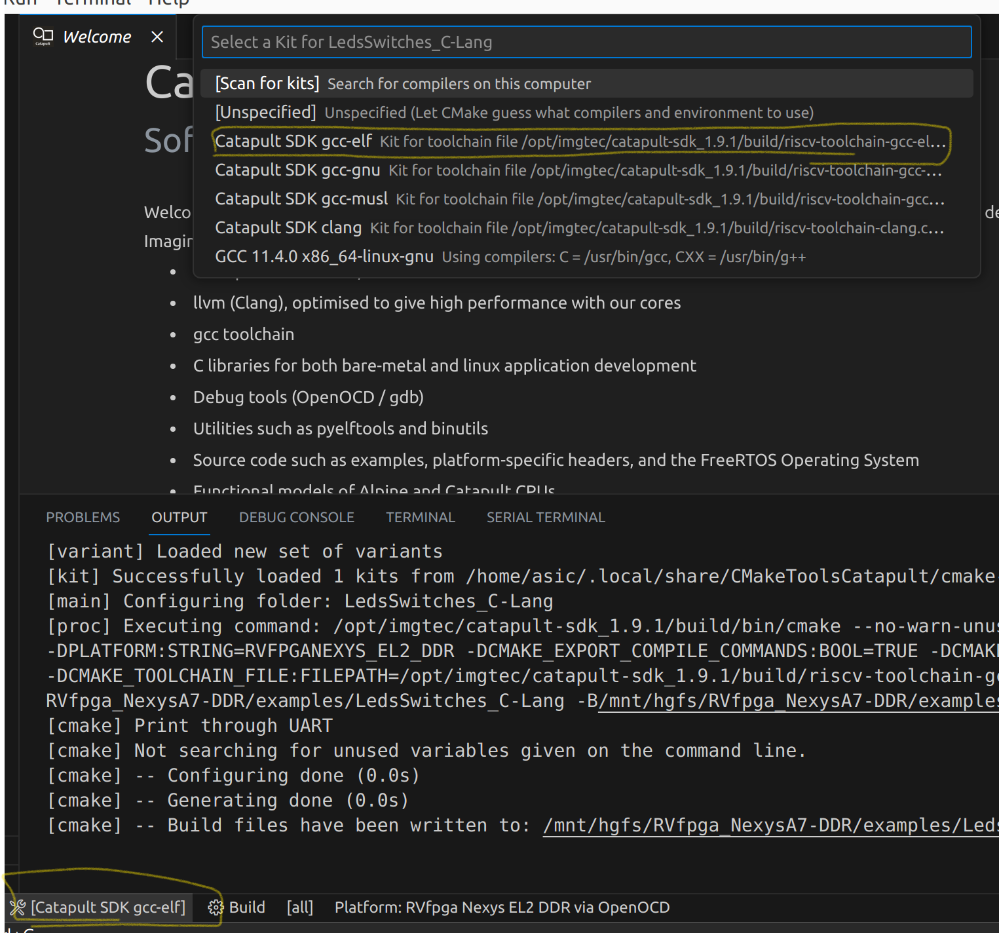 Run Terminal Help
Catapult
Welcome
Select a Kit for LedsSwitches_C-Lang
[Scan for kits] Search for compilers on this computer
[Unspecified] Unspecified (Let CMake guess what compilers and environment to use)
Catapult SDK gcc-elf Kit for toolchain file /opt/imgtec/catapult-sdk_1.9.1/build/riscv-toolchain-gcc-el...
Catapult SDK gcc-gnu Kit for toolchain file /opt/imgtec/catapult-sdk_1.9.1/build/riscv-toolchain-gcc-...
Catapult SDK gcc-musl Kit for toolchain file /opt/imgtec/catapult-sdk_1.9.1/build/riscv-toolchain-gcc...
Catapult SDK clang Kit for toolchain file /opt/imgtec/catapult-sdk_1.9.1/build/riscv-toolchain-clang.c...
GCC 11.4.0 x86_64-linux-gnu Using compilers: C = /usr/bin/gcc, CXX = /usr/bin/g++
Ca
Sof
Welco de
Imagin
• llvm (Clang), optimised to give high performance with our cores
• gcc toolchain
• C libraries for both bare-metal and linux application development
• Debug tools (OpenOCD / gdb)
• Utilities such as pyelftools and binutils
• Source code such as examples, platform-specific headers, and the FreeRTOS Operating System
• Functional models of Alpine and Catapult CPUs
PROBLEMS OUTPUT DEBUG CONSOLE TERMINAL SERIAL TERMINAL
[variant] Loaded new set of variants
[kit] Successfully loaded 1 kits from /home/asic/.local/share/CMakeToolsCatapult/cmake-
[main] Configuring folder: LedsSwitches_C-Lang
[proc] Executing command: /opt/imgtec/catapult-sdk_1.9.1/build/bin/cmake --no-warn-unus
-DPLATFORM:STRING=RVFPGANEXYS_EL2_DDR -DCMAKE_EXPORT_COMPILE_COMMANDS:BOOL=TRUE -DCMAKE
-DCMAKE_TOOLCHAIN_FILE:FILEPATH=/opt/imgtec/catapult-sdk_1.9.1/build/riscv-toolchain-gc
RVfpga_NexysA7-DDR/examples/LedsSwitches_C-Lang -B/mnt/hgfs/RVfpga_NexysA7-DDR/examples
[cmake] Print through UART
[cmake] Not searching for unused variables given on the command line.
[cmake] -- Configuring done (0.0s)
[cmake] -- Generating done (0.0s)
[cmake] -- Build files have been written to: /mnt/hgfs/RVfpga_NexysA7-DDR/examples/Leds
[Catapult SDK gcc-elf] Build [all] Platform: RVfpga Nexys EL2 DDR via OpenOCD